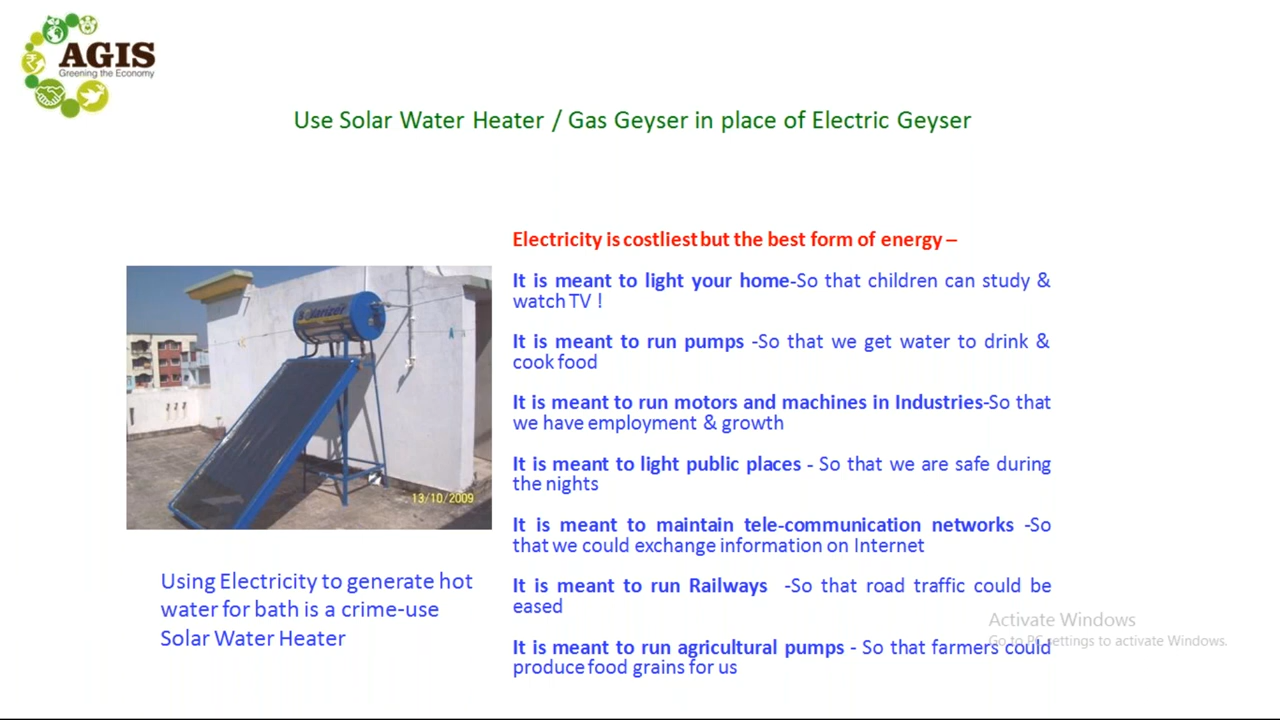 AGIS
Greening the Economy
Use Solar Water Heater / Gas Geyser in place of Electric Geyser
Electricity is costliest but the best form of energy –
It is meant to light your home-So that children can study &
watch TV !
It is meant to run pumps -So that we get water to drink &
cook food
It is meant to run motors and machines in Industries-So that
we have employment & growth
It is meant to light public places - So that we are safe during
the nights
It is meant to maintain tele-communication networks -So
that we could exchange information on Internet
It is meant to run Railways -So that road traffic could be
eased
It is meant to run agricultural pumps - So that farmers could
produce food grains for us
Solarizer
13/10/2009
Using Electricity to generate hot
water for bath is a crime-use
Solar Water Heater
Activate Windows
Go to PC settings to activate Windows.